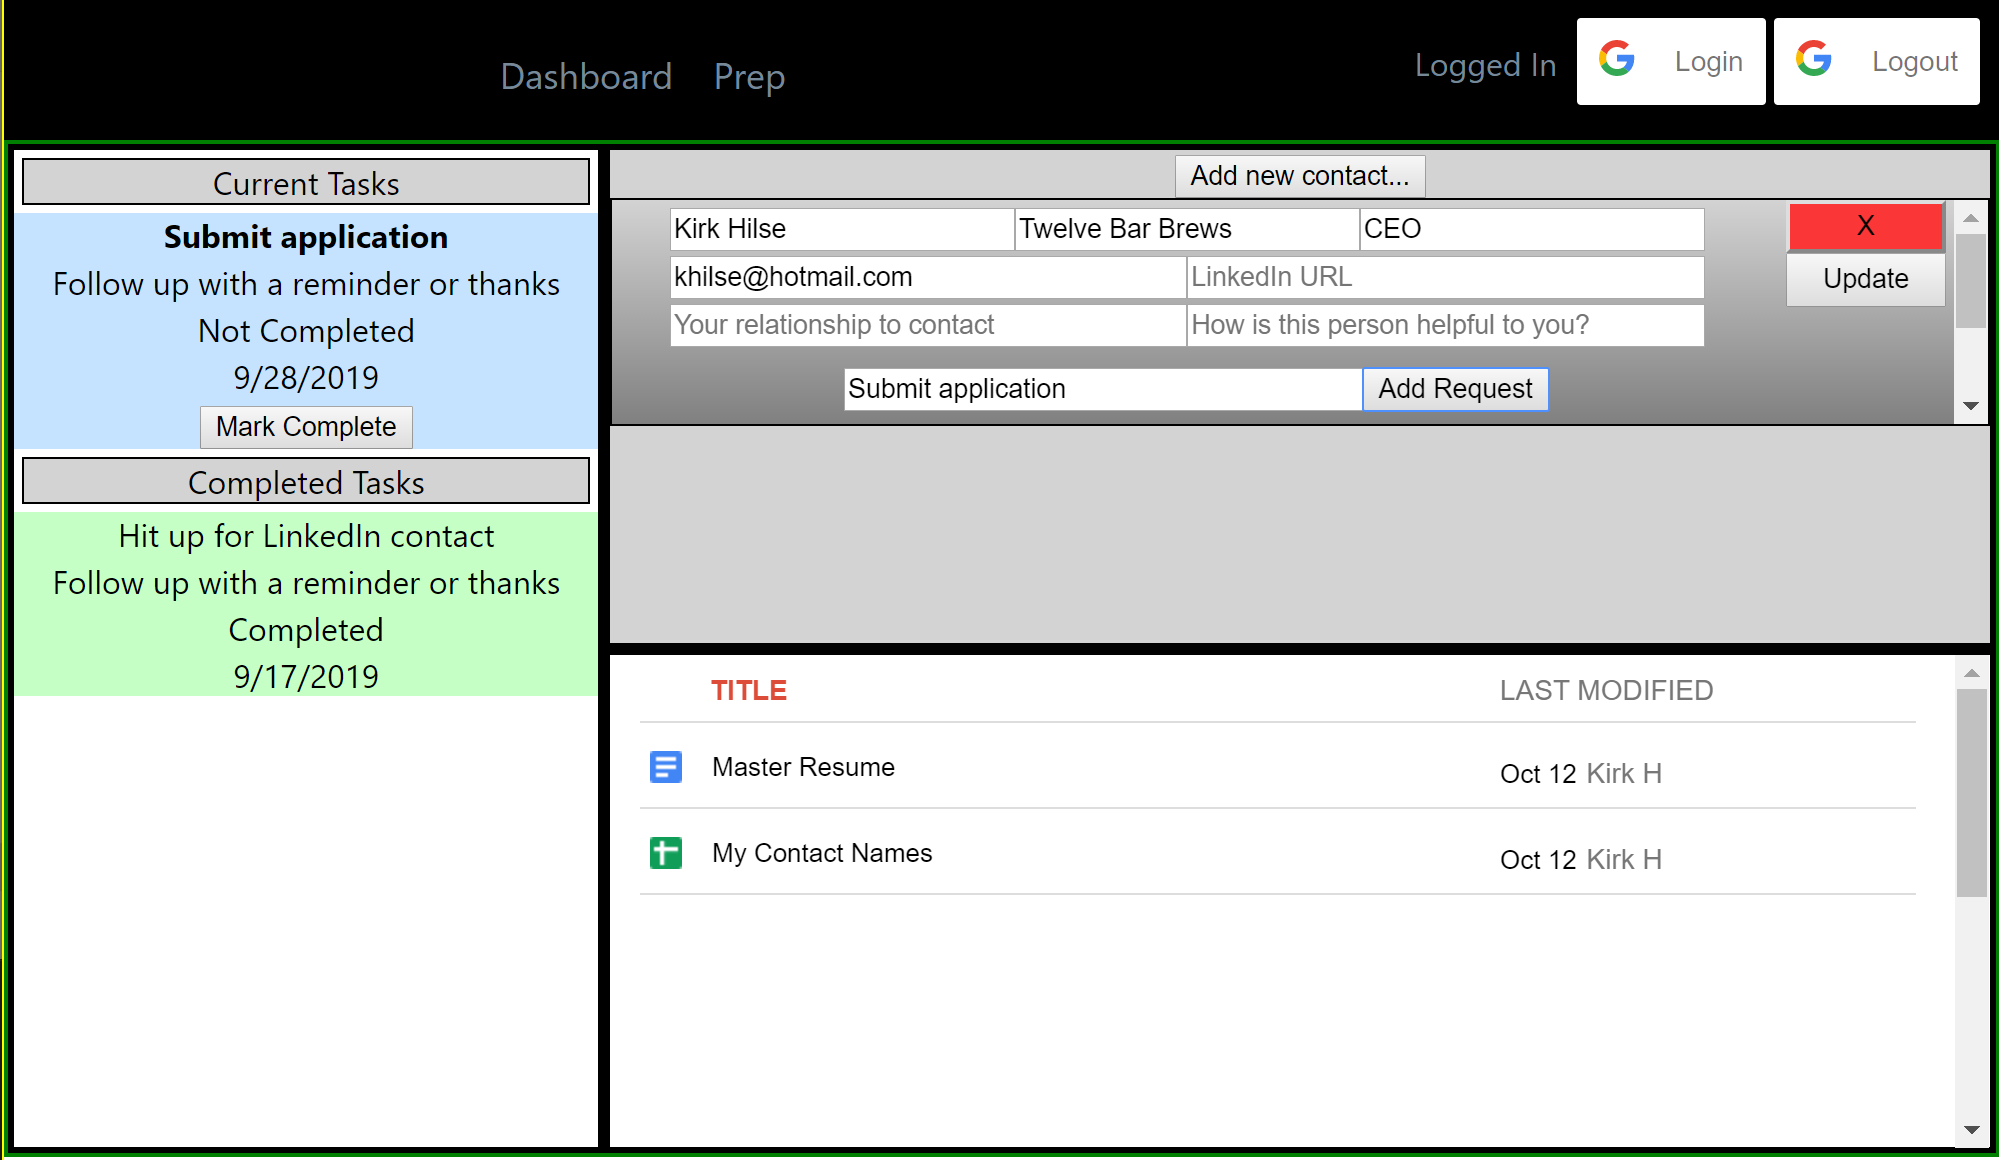 Dashboard Prep Logged In Login Logout
Current Tasks
Submit application
Follow up with a reminder or thanks
Not Completed
9/28/2019
Mark Complete
Completed Tasks
Hit up for LinkedIn contact
Follow up with a reminder or thanks
Completed
9/17/2019
Add new contact...
Kirk Hilse Twelve Bar Brews CEO X
khilse@hotmail.com LinkedIn URL Update
Your relationship to contact How is this person helpful to you?
Submit application Add Request
TITLE LAST MODIFIED
Master Resume Oct 12 Kirk H
My Contact Names Oct 12 Kirk H